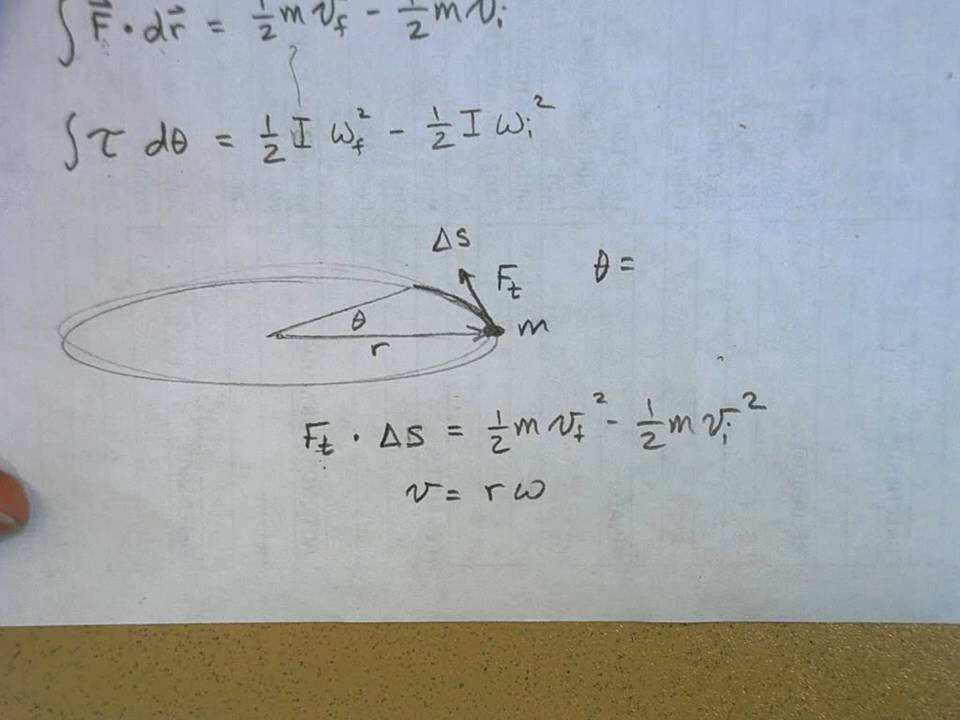 ∫ F⃗ · dr⃗ = ½ m v_f - ½ m v_i
∫ τ dθ = ½ I ω_f² - ½ I ω_i²
Δs
F_t
θ =
θ
r
m
F_t · Δs = ½ m v_f² - ½ m v_i²
v = r ω